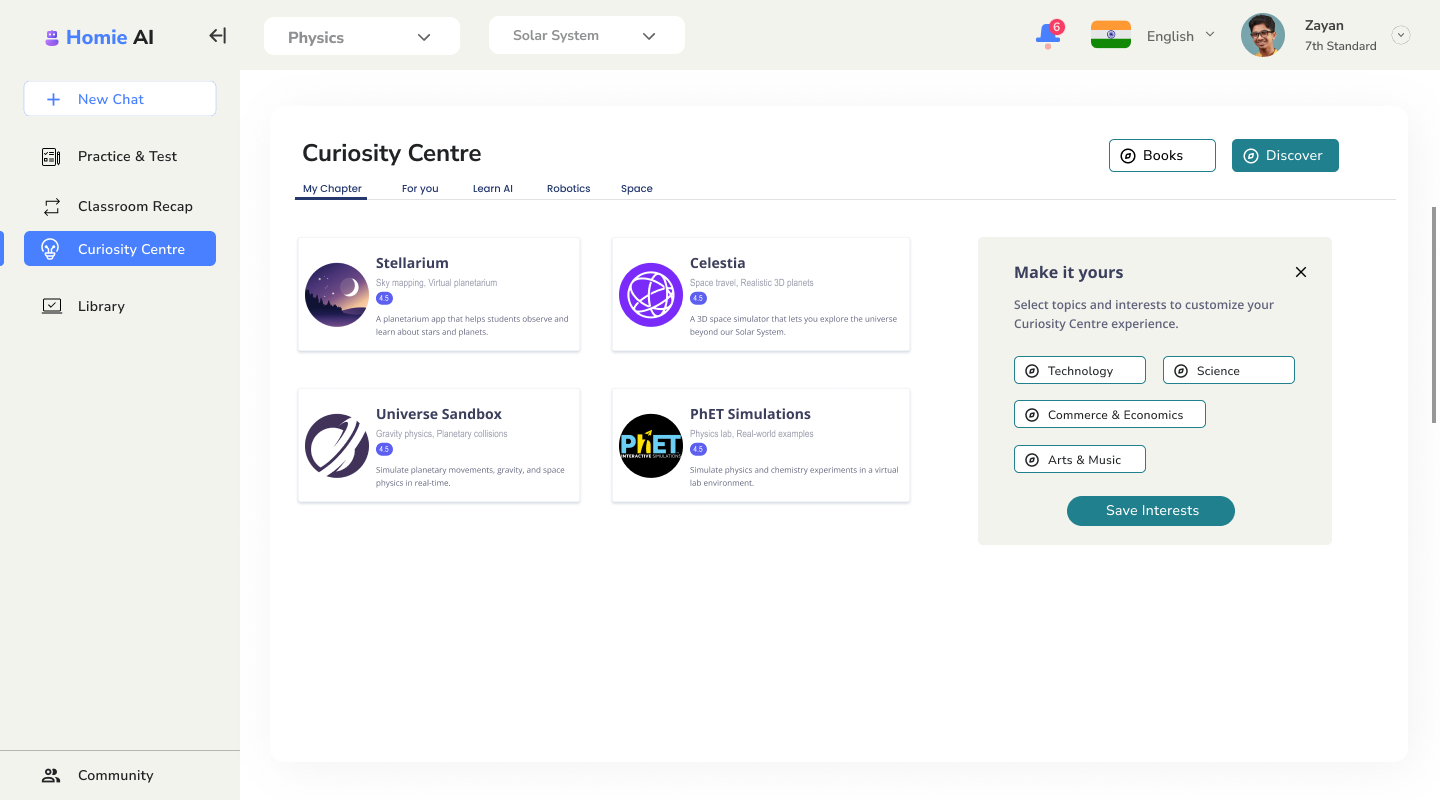 Homie AI
Physics
Solar System
6
English
Zayan
7th Standard
New Chat
Practice & Test
Classroom Recap
Curiosity Centre
Library
Community
Curiosity Centre
Books
Discover
My Chapter
For you
Learn AI
Robotics
Space
Stellarium
Sky mapping, Virtual planetarium
4.5
A planetarium app that helps students observe and
learn about stars and planets.
Celestia
Space travel, Realistic 3D planets
4.5
A 3D space simulator that lets you explore the universe
beyond our Solar System.
Universe Sandbox
Gravity physics, Planetary collisions
4.5
Simulate planetary movements, gravity, and space
physics in real-time.
PhET
INTERACTIVE SIMULATIONS
PhET Simulations
Physics lab, Real-world examples
4.5
Simulate physics and chemistry experiments in a virtual
lab environment.
Make it yours
Select topics and interests to customize your
Curiosity Centre experience.
Technology
Science
Commerce & Economics
Arts & Music
Save Interests